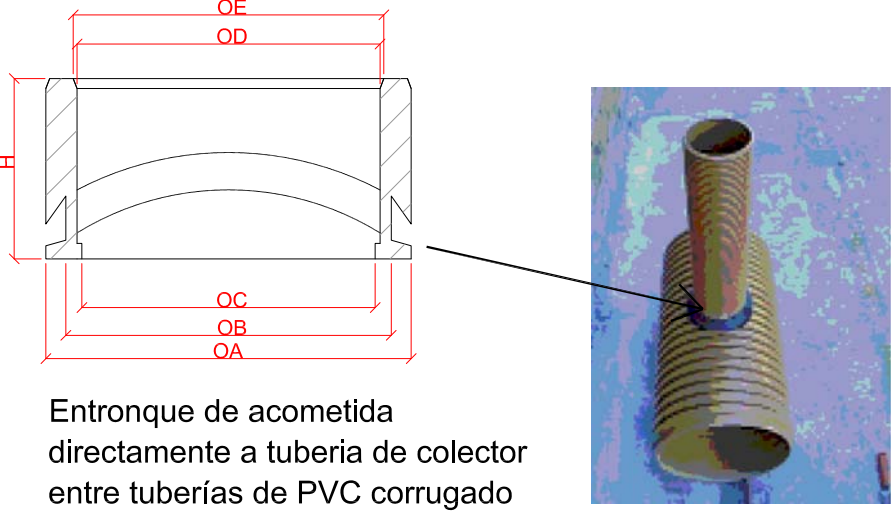 OE
OD
H
OC
OB
OA
Entronque de acometida
directamente a tuberia de colector
entre tuberías de PVC corrugado